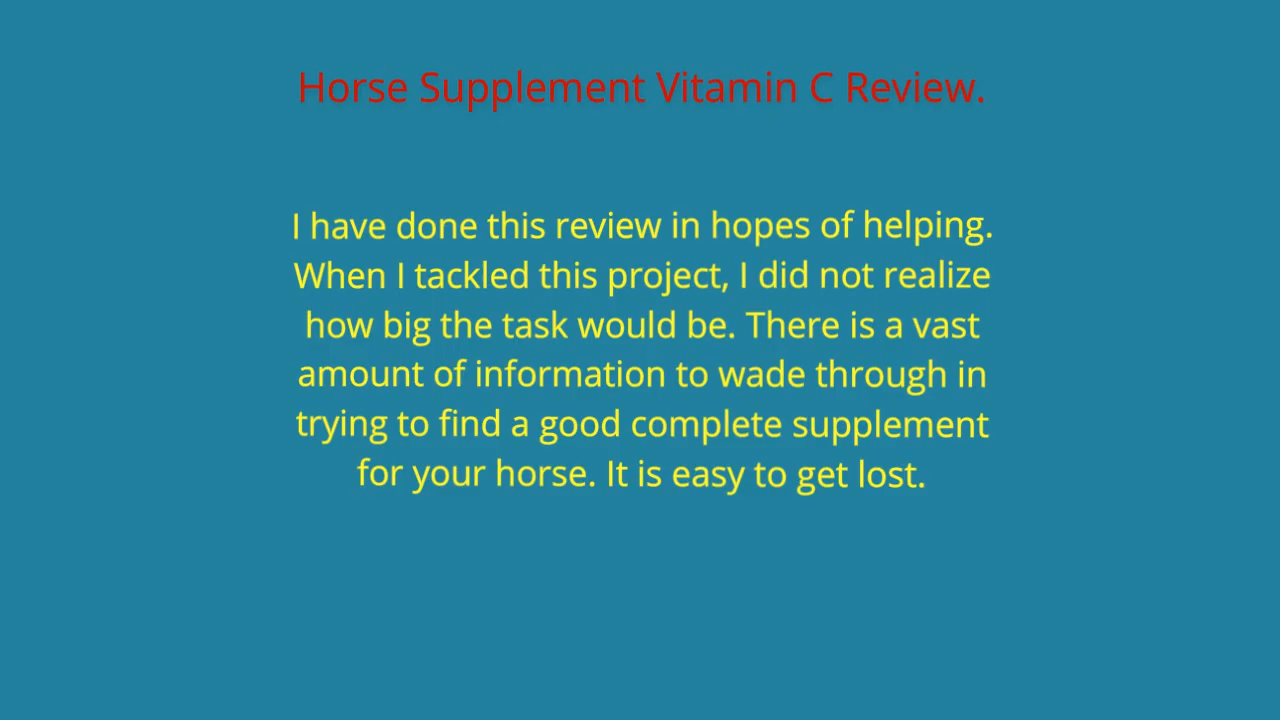 Horse Supplement Vitamin C Review.
I have done this review in hopes of helping.
When I tackled this project, I did not realize
how big the task would be. There is a vast
amount of information to wade through in
trying to find a good complete supplement
for your horse. It is easy to get lost.